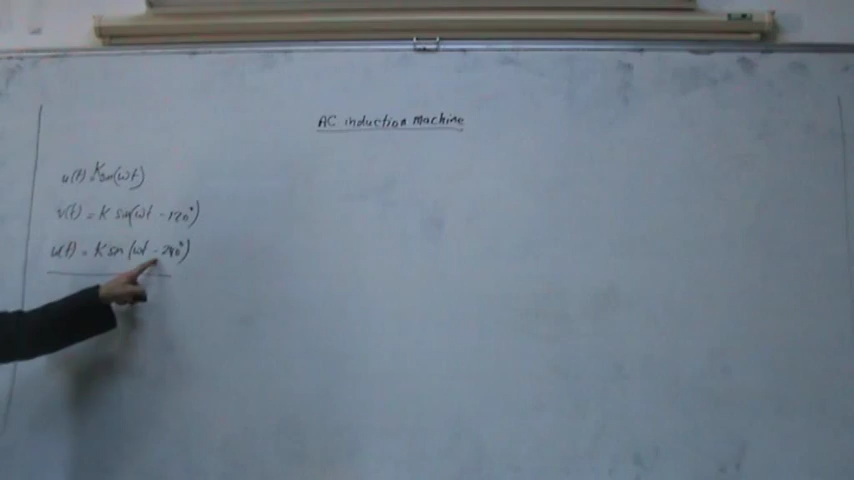 AC induction Machine
u(t) = K sin(ωt)
v(t) = K sin(ωt - 120°)
ω(t) = K sin(ωt - 240°)